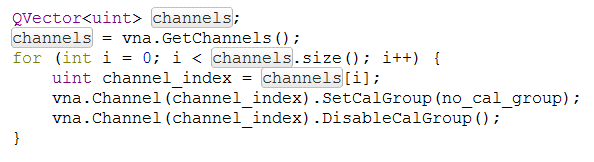 QVector<uint> channels;
channels = vna.GetChannels();
for (int i = 0; i < channels.size(); i++) {
    uint channel_index = channels[i];
    vna.Channel(channel_index).SetCalGroup(no_cal_group);
    vna.Channel(channel_index).DisableCalGroup();
}